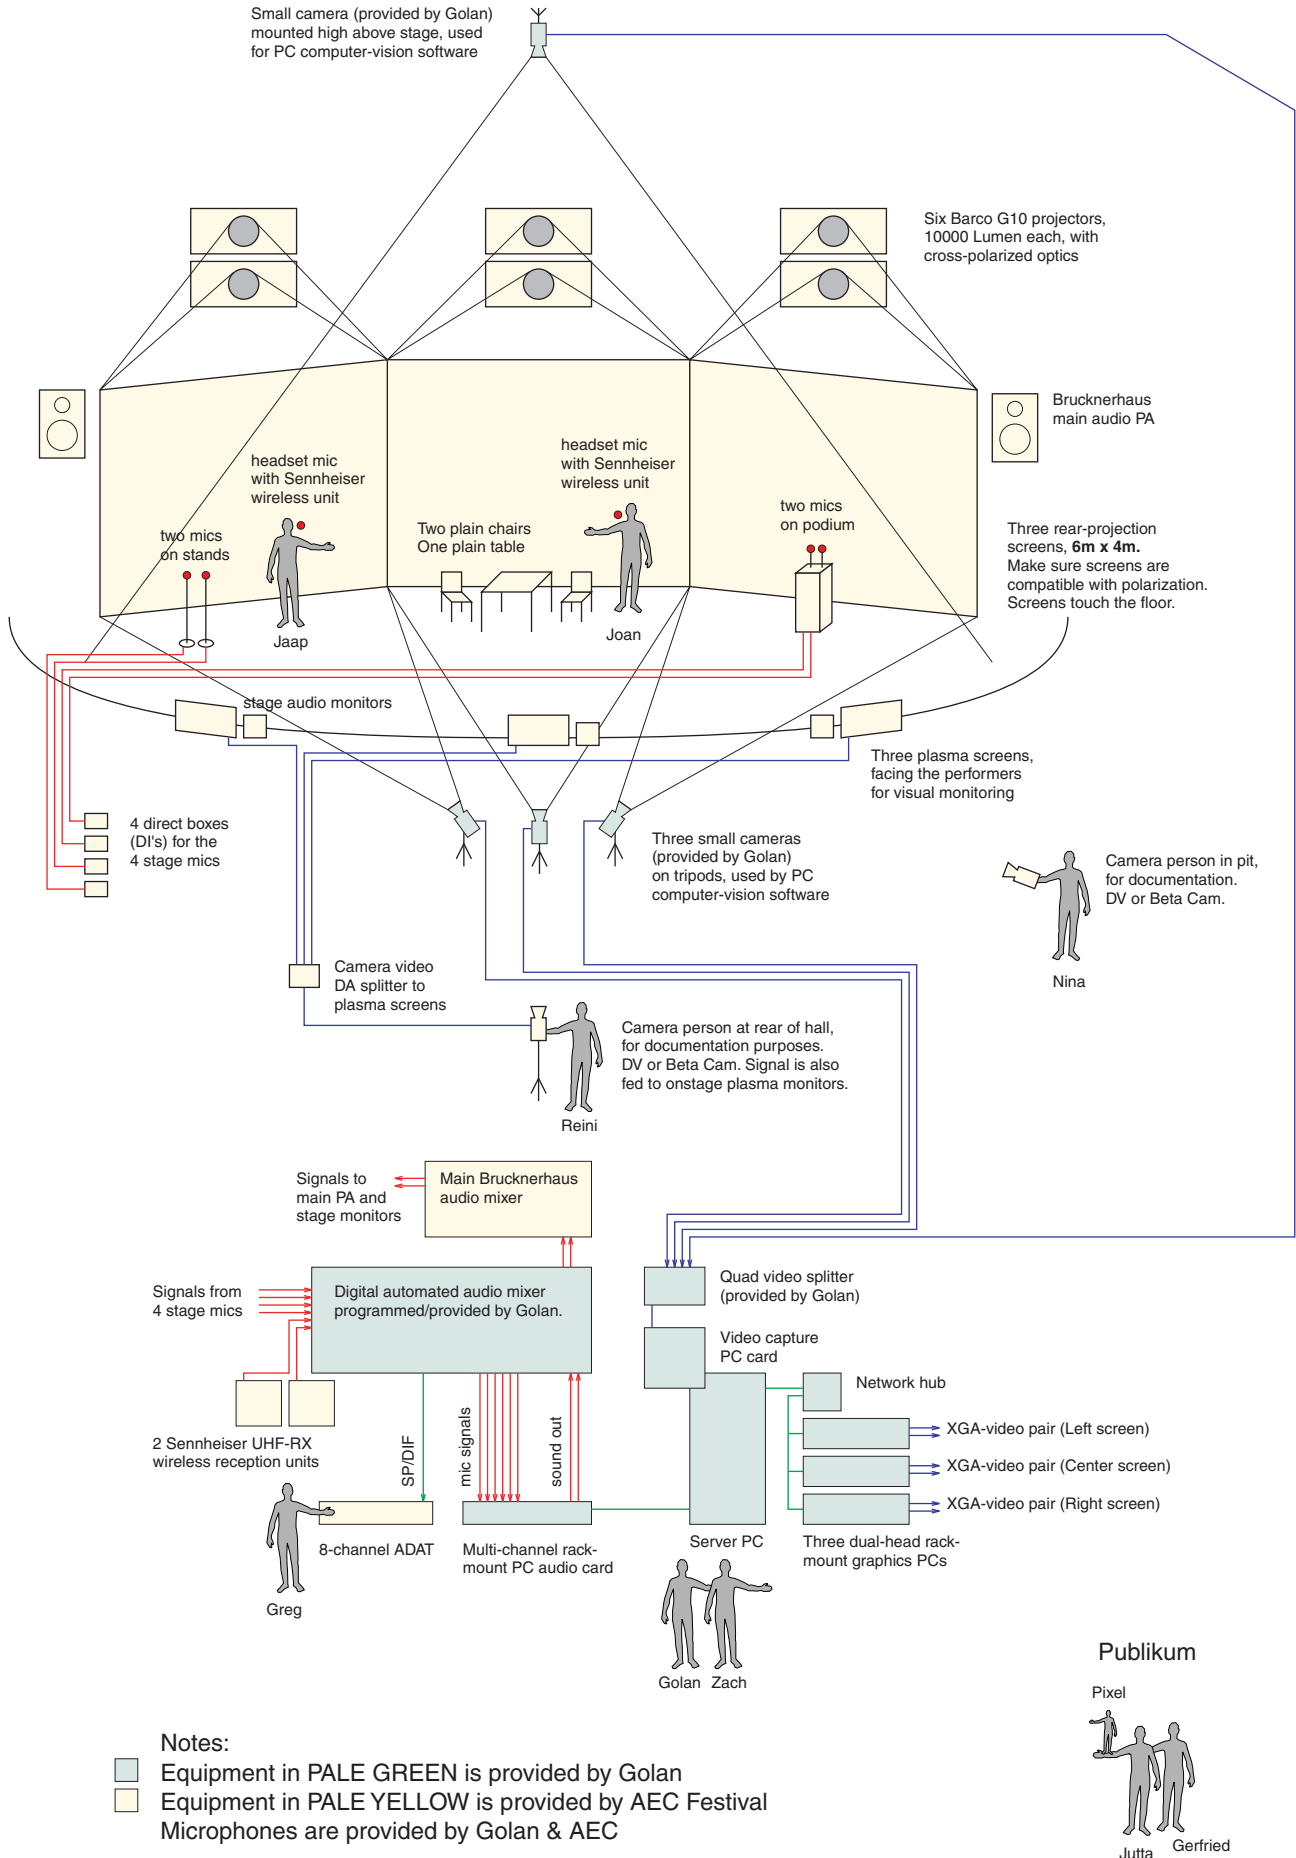 Small camera (provided by Golan)
mounted high above stage, used
for PC computer-vision software
Six Barco G10 projectors,
10000 Lumen each, with
cross-polarized optics
Brucknerhaus
main audio PA
headset mic
with Sennheiser
wireless unit
headset mic
with Sennheiser
wireless unit
two mics
on stands
Two plain chairs
One plain table
two mics
on podium
Three rear-projection
screens, 6m x 4m.
Make sure screens are
compatible with polarization.
Screens touch the floor.
Jaap
Joan
stage audio monitors
Three plasma screens,
facing the performers
for visual monitoring
4 direct boxes
(DI's) for the
4 stage mics
Three small cameras
(provided by Golan)
on tripods, used by PC
computer-vision software
Camera person in pit,
for documentation.
DV or Beta Cam.
Nina
Camera video
DA splitter to
plasma screens
Camera person at rear of hall,
for documentation purposes.
DV or Beta Cam. Signal is also
fed to onstage plasma monitors.
Reini
Signals to
main PA and
stage monitors
Main Brucknerhaus
audio mixer
Signals from
4 stage mics
Digital automated audio mixer
programmed/provided by Golan.
Quad video splitter
(provided by Golan)
Video capture
PC card
Network hub
2 Sennheiser UHF-RX
wireless reception units
SP/DIF
mic signals
sound out
XGA-video pair (Left screen)
XGA-video pair (Center screen)
XGA-video pair (Right screen)
8-channel ADAT
Multi-channel rack-
mount PC audio card
Server PC
Three dual-head rack-
mount graphics PCs
Greg
Golan
Zach
Publikum
Pixel
Jutta
Gerfried
Notes:
Equipment in PALE GREEN is provided by Golan
Equipment in PALE YELLOW is provided by AEC Festival
Microphones are provided by Golan & AEC